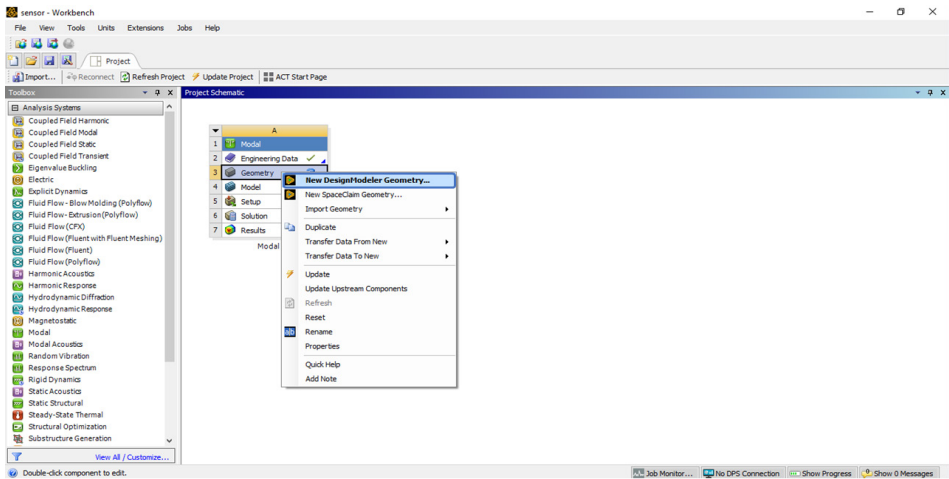 sensor - Workbench
File View Tools Units Extensions Jobs Help
Project
Import... Reconnect Refresh Project Update Project ACT Start Page
Toolbox
Project Schematic
Analysis Systems
Coupled Field Harmonic
Coupled Field Modal
Coupled Field Static
Coupled Field Transient
Eigenvalue Buckling
Electric
Explicit Dynamics
Fluid Flow - Blow Molding (Polyflow)
Fluid Flow - Extrusion (Polyflow)
Fluid Flow (CFX)
Fluid Flow (Fluent with Fluent Meshing)
Fluid Flow (Fluent)
Fluid Flow (Polyflow)
Harmonic Acoustics
Harmonic Response
Hydrodynamic Diffraction
Hydrodynamic Response
Magnetostatic
Modal
Modal Acoustics
Random Vibration
Response Spectrum
Rigid Dynamics
Static Acoustics
Static Structural
Steady-State Thermal
Structural Optimization
Substructure Generation
View All / Customize...
A
1 Modal
2 Engineering Data
3 Geometry
4 Model
5 Setup
6 Solution
7 Results
Modal
New DesignModeler Geometry...
New SpaceClaim Geometry...
Import Geometry
Duplicate
Transfer Data From New
Transfer Data To New
Update
Update Upstream Components
Refresh
Reset
Rename
Properties
Quick Help
Add Note
Double-click component to edit.
Job Monitor... No DPS Connection Show Progress Show 0 Messages